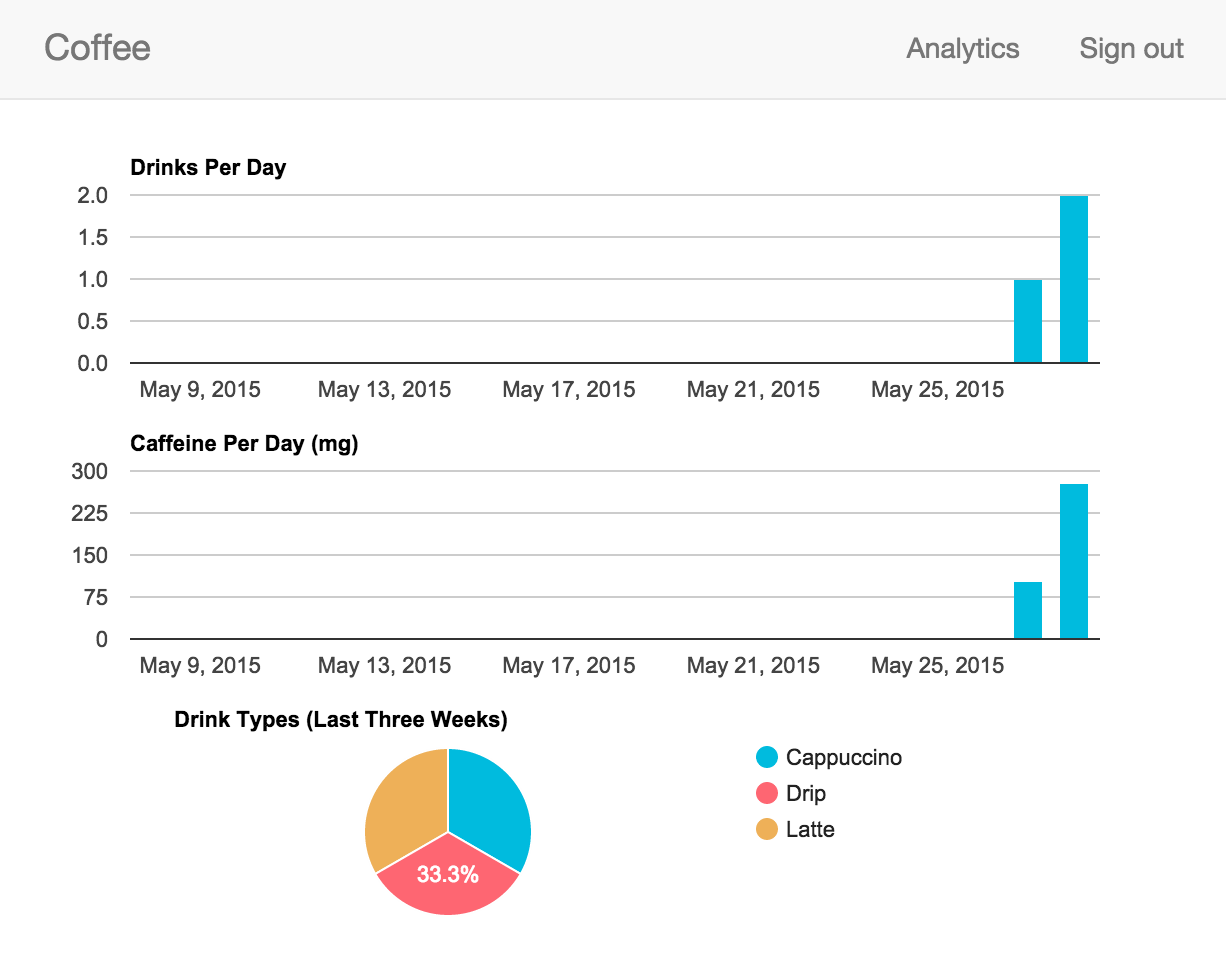 Coffee Analytics Sign out
Drinks Per Day
2.0
1.5
1.0
0.5
0.0
May 9, 2015 May 13, 2015 May 17, 2015 May 21, 2015 May 25, 2015
Caffeine Per Day (mg)
300
225
150
75
0
May 9, 2015 May 13, 2015 May 17, 2015 May 21, 2015 May 25, 2015
Drink Types (Last Three Weeks)
Cappuccino
Drip
Latte
33.3%